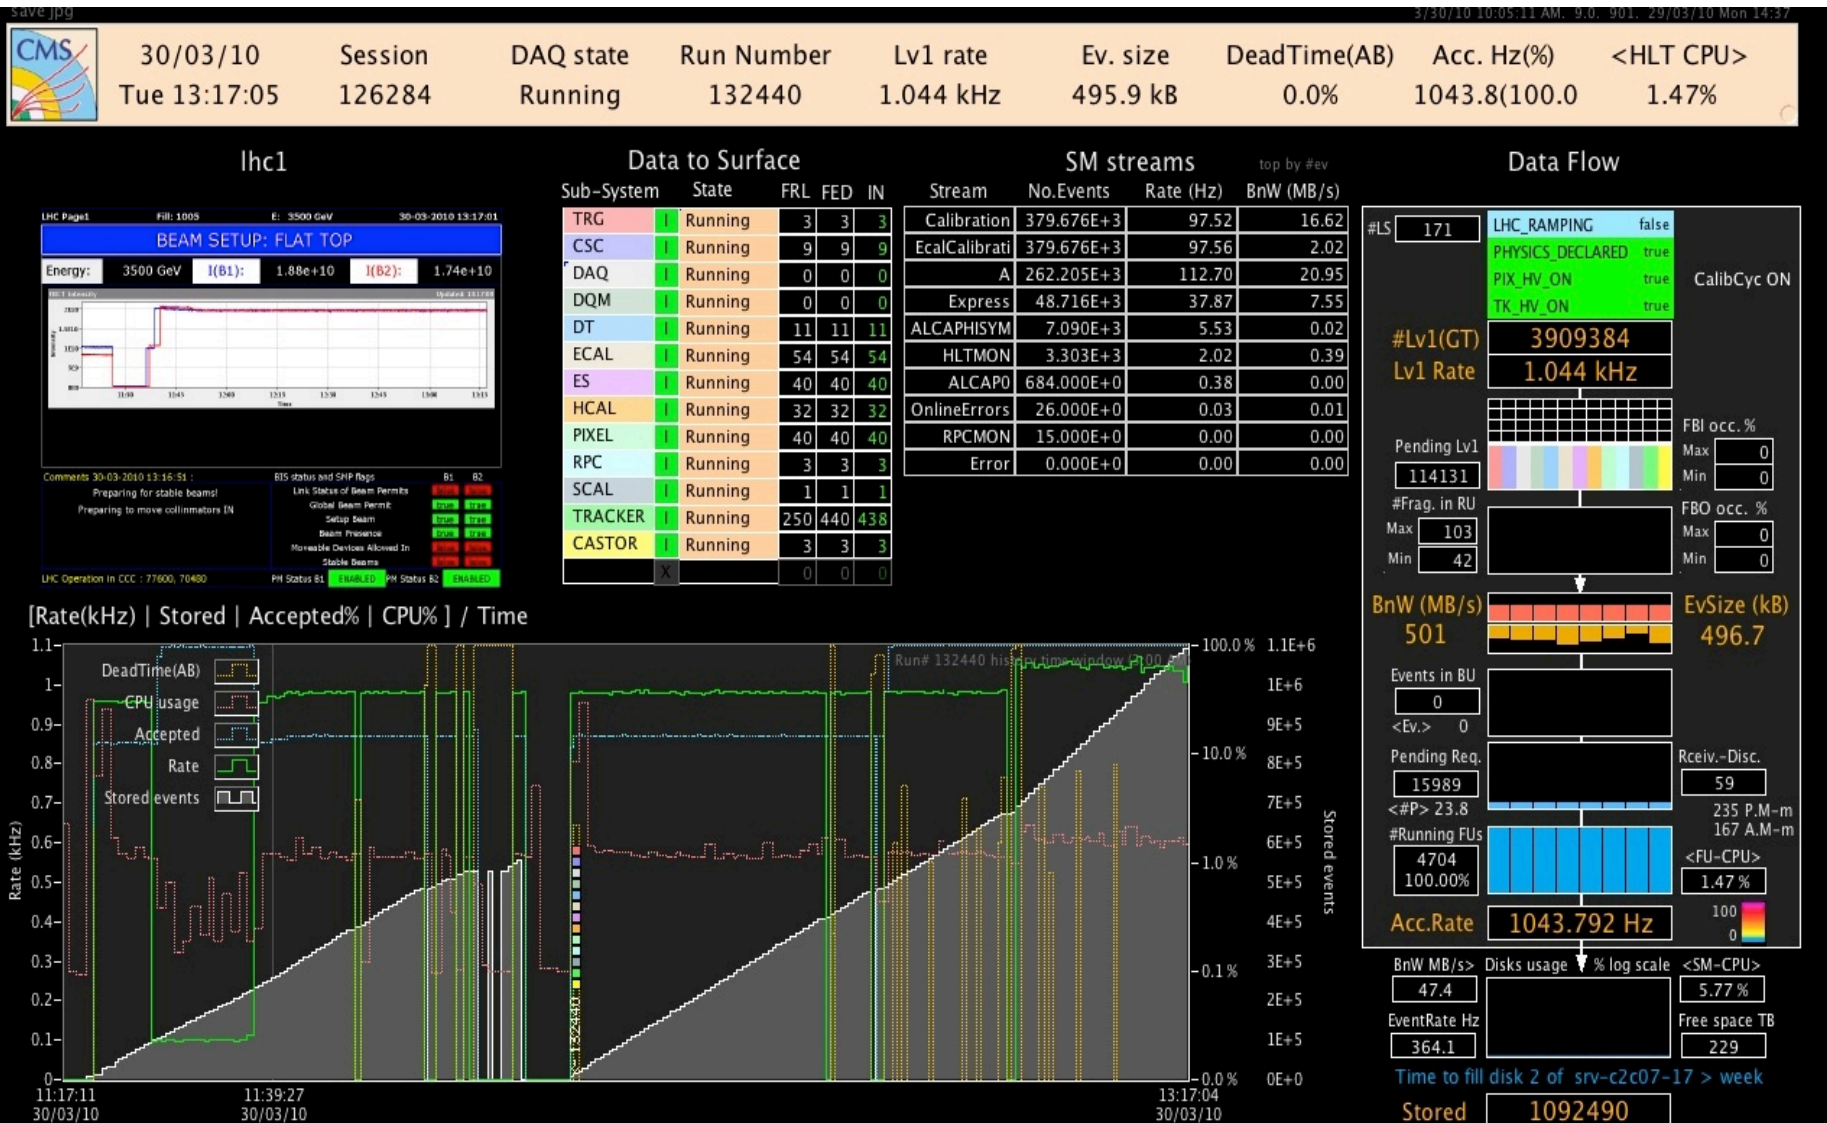 save jpg
3/30/10 10:05:11 AM. 9.0. 901. 29/03/10 Mon 14:37
CMS
30/03/10 Session DAQ state Run Number Lv1 rate Ev. size DeadTime(AB) Acc. Hz(%) <HLT CPU>
Tue 13:17:05 126284 Running 132440 1.044 kHz 495.9 kB 0.0% 1043.8(100.0 1.47%
lhc1
LHC Page1 Fill: 1005 E: 3500 GeV 30-03-2010 13:17:01
BEAM SETUP: FLAT TOP
Energy: 3500 GeV I(B1): 1.88e+10 I(B2): 1.74e+10
Comments 30-03-2010 13:16:51 :
Preparing for stable beams!
Preparing to move collinmators IN
BIS status and SMP flags B1 B2
Link Status of Beam Permits false false
Global Beam Permit true true
Setup Beam true true
Beam Presence true true
Moveable Devices Allowed In false false
Stable Beams false false
LHC Operation in CCC : 77600, 70480 PM Status B1 ENABLED PM Status B2 ENABLED
Data to Surface
Sub-System State FRL FED IN
TRG I Running 3 3 3
CSC I Running 9 9 9
DAQ I Running 0 0 0
DQM I Running 0 0 0
DT I Running 11 11 11
ECAL I Running 54 54 54
ES I Running 40 40 40
HCAL I Running 32 32 32
PIXEL I Running 40 40 40
RPC I Running 3 3 3
SCAL I Running 1 1 1
TRACKER I Running 250 440 438
CASTOR I Running 3 3 3
X 0 0 0
SM streams top by #ev
Stream No.Events Rate (Hz) BnW (MB/s)
Calibration 379.676E+3 97.52 16.62
EcalCalibrati 379.676E+3 97.56 2.02
A 262.205E+3 112.70 20.95
Express 48.716E+3 37.87 7.55
ALCAPHISYM 7.090E+3 5.53 0.02
HLTMON 3.303E+3 2.02 0.39
ALCAP0 684.000E+0 0.38 0.00
OnlineErrors 26.000E+0 0.03 0.01
RPCMON 15.000E+0 0.00 0.00
Error 0.000E+0 0.00 0.00
Data Flow
#LS 171
LHC_RAMPING false
PHYSICS_DECLARED true
PIX_HV_ON true
TK_HV_ON true
CalibCyc ON
#Lv1(GT) 3909384
Lv1 Rate 1.044 kHz
Pending Lv1
114131
FBI occ. %
Max 0
Min 0
#Frag. in RU
Max 103
Min 42
FBO occ. %
Max 0
Min 0
BnW (MB/s)
501
EvSize (kB)
496.7
Events in BU
0
<Ev.> 0
Pending Req.
15989
<#P> 23.8
Rceiv.-Disc.
59
235 P.M-m
167 A.M-m
#Running FUs
4704
100.00%
<FU-CPU>
1.47 %
100
0
Acc.Rate 1043.792 Hz
BnW MB/s> Disks usage % log scale <SM-CPU>
47.4 5.77 %
EventRate Hz Free space TB
364.1 229
Time to fill disk 2 of srv-c2c07-17 > week
Stored 1092490
[Rate(kHz) | Stored | Accepted% | CPU% ] / Time
Run# 132440
DeadTime(AB)
CPU usage
Accepted
Rate
Stored events
Rate (kHz)
1.1
1
0.9
0.8
0.7
0.6
0.5
0.4
0.3
0.2
0.1
0
100.0 %
10.0 %
1.0 %
0.1 %
0.0 %
1.1E+6
1E+6
9E+5
8E+5
7E+5
6E+5
5E+5
4E+5
3E+5
2E+5
1E+5
0E+0
Stored events
132440
11:17:11 11:39:27 13:17:04
30/03/10 30/03/10 30/03/10